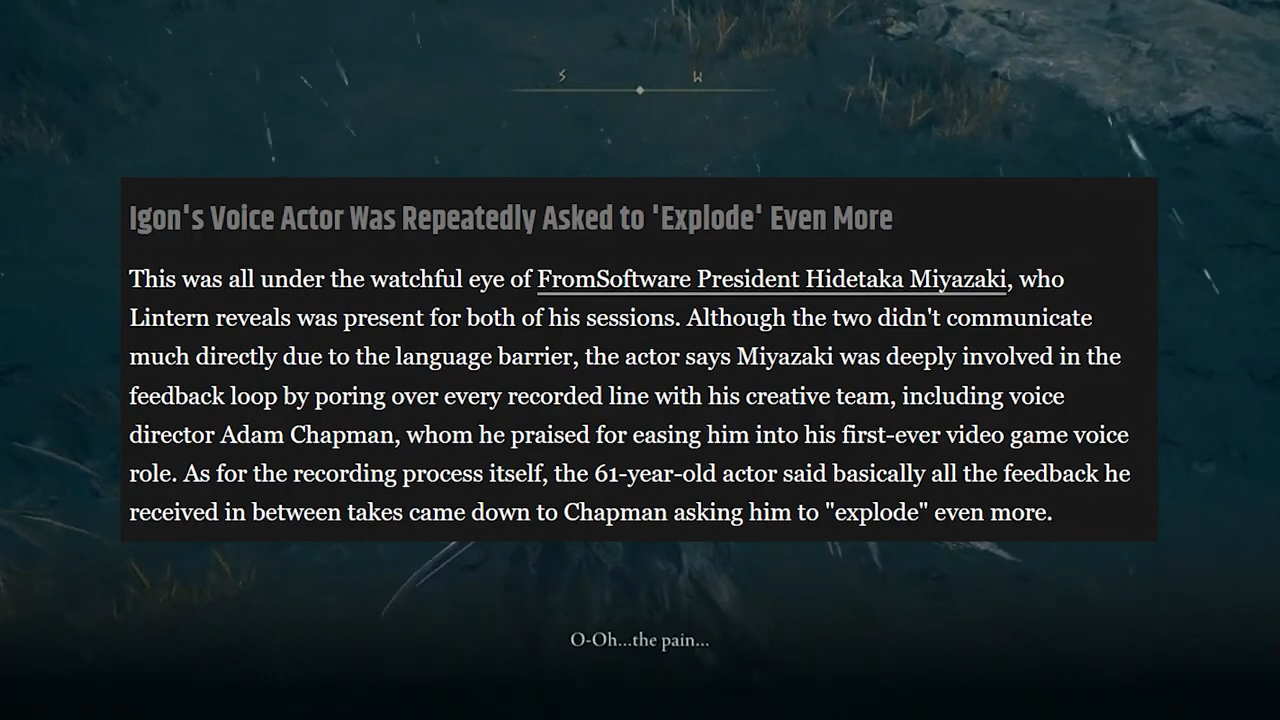 S W
Igon's Voice Actor Was Repeatedly Asked to 'Explode' Even More
This was all under the watchful eye of FromSoftware President Hidetaka Miyazaki, who
Lintern reveals was present for both of his sessions. Although the two didn't communicate
much directly due to the language barrier, the actor says Miyazaki was deeply involved in the
feedback loop by poring over every recorded line with his creative team, including voice
director Adam Chapman, whom he praised for easing him into his first-ever video game voice
role. As for the recording process itself, the 61-year-old actor said basically all the feedback he
received in between takes came down to Chapman asking him to "explode" even more.
O-Oh...the pain...